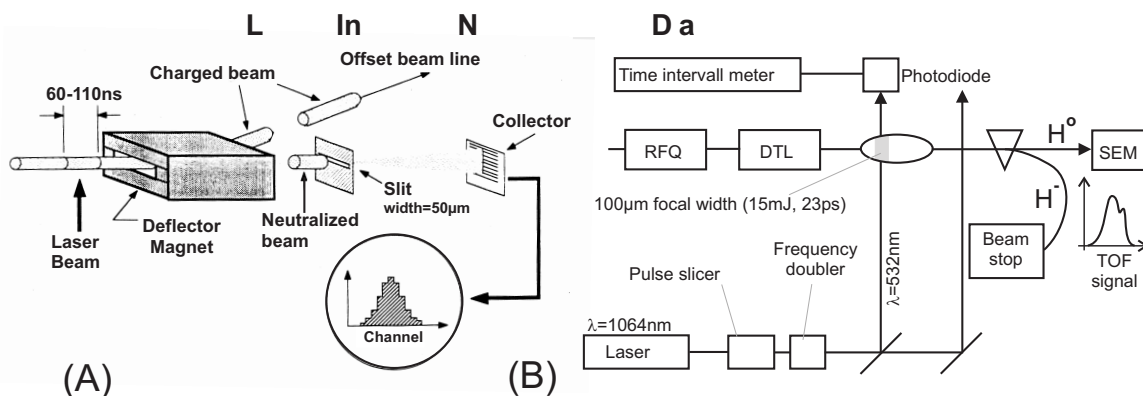 L In N D a
Charged beam
Offset beam line
60-110ns
Collector
Slit
width=50μm
Deflector
Magnet
Neutralized
beam
Laser
Beam
Channel
(A)
(B)
Time intervall meter
Photodiode
RFQ
DTL
H⁰
SEM
100μm focal width (15mJ, 23ps)
H⁻
Beam
stop
TOF
signal
Frequency
doubler
Pulse slicer
λ=532nm
λ=1064nm
Laser